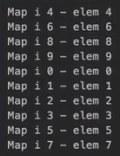 Map i 4 - elem 4
Map i 6 - elem 6
Map i 8 - elem 8
Map i 9 - elem 9
Map i 0 - elem 0
Map i 1 - elem 1
Map i 2 - elem 2
Map i 3 - elem 3
Map i 5 - elem 5
Map i 7 - elem 7